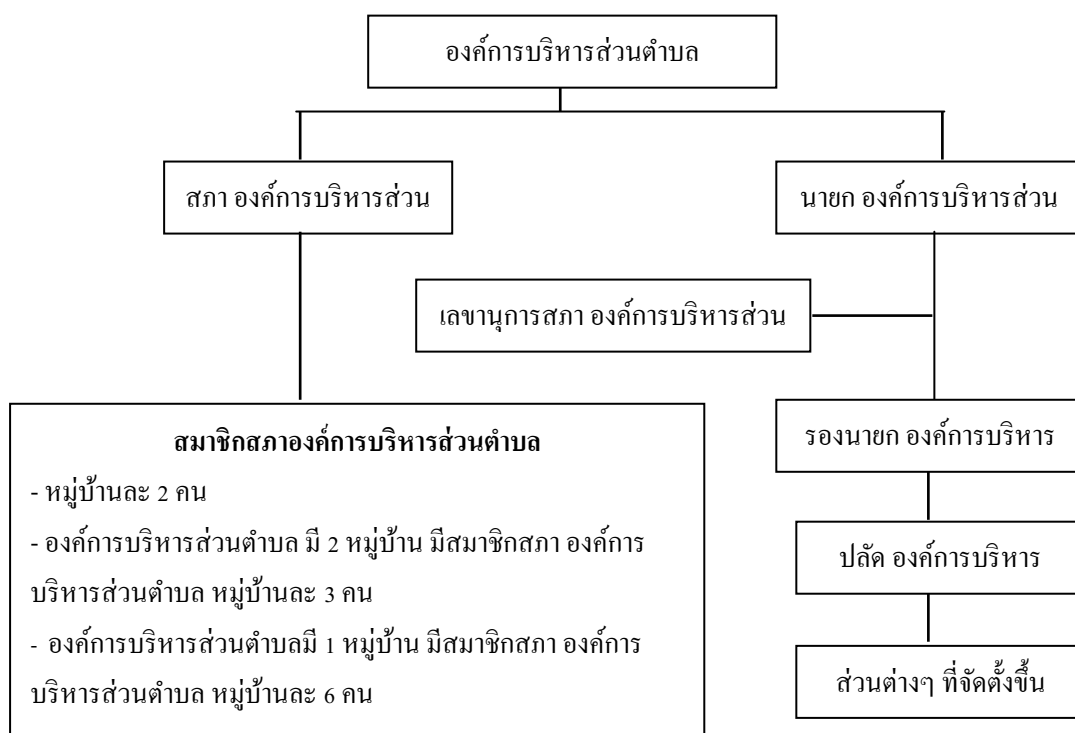 องค์การบริหารส่วนตำบล
สภา องค์การบริหารส่วน
นายก องค์การบริหารส่วน
เลขานุการสภา องค์การบริหารส่วน
สมาชิกสภาองค์การบริหารส่วนตำบล
- หมู่บ้านละ 2 คน
- องค์การบริหารส่วนตำบล มี 2 หมู่บ้าน มีสมาชิกสภา องค์การ
บริหารส่วนตำบล หมู่บ้านละ 3 คน
- องค์การบริหารส่วนตำบลมี 1 หมู่บ้าน มีสมาชิกสภา องค์การ
บริหารส่วนตำบล หมู่บ้านละ 6 คน
รองนายก องค์การบริหาร
ปลัด องค์การบริหาร
ส่วนต่างๆ ที่จัดตั้งขึ้น